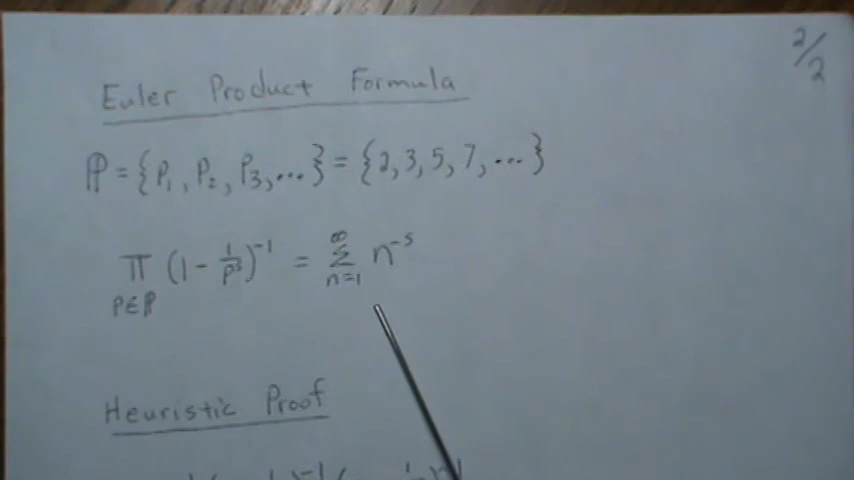 2/2
Euler Product Formula
ℙ = {P₁, P₂, P₃, ...} = {2, 3, 5, 7, ...}
∏_{p∈ℙ} (1 - 1/pˢ)⁻¹ = ∑_{n=1}^{∞} n⁻ˢ
Heuristic Proof